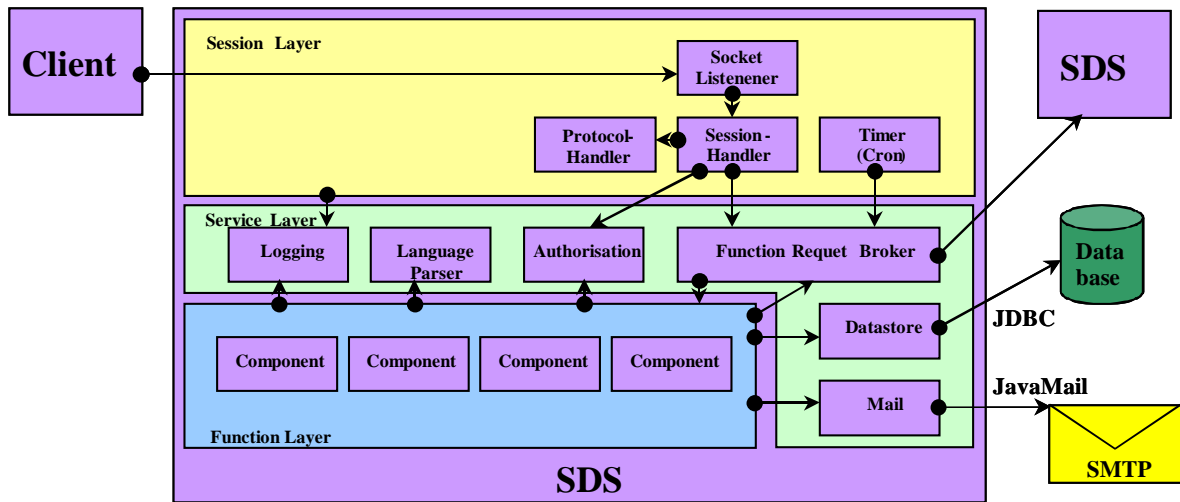 Client
Session Layer
Socket
Listenener
Protocol-
Handler
Session-
Handler
Timer
(Cron)
SDS
Service Layer
Logging
Language
Parser
Authorisation
Function Requet Broker
Data
base
Datastore
JDBC
Component
Component
Component
Component
Mail
JavaMail
Function Layer
SMTP
SDS